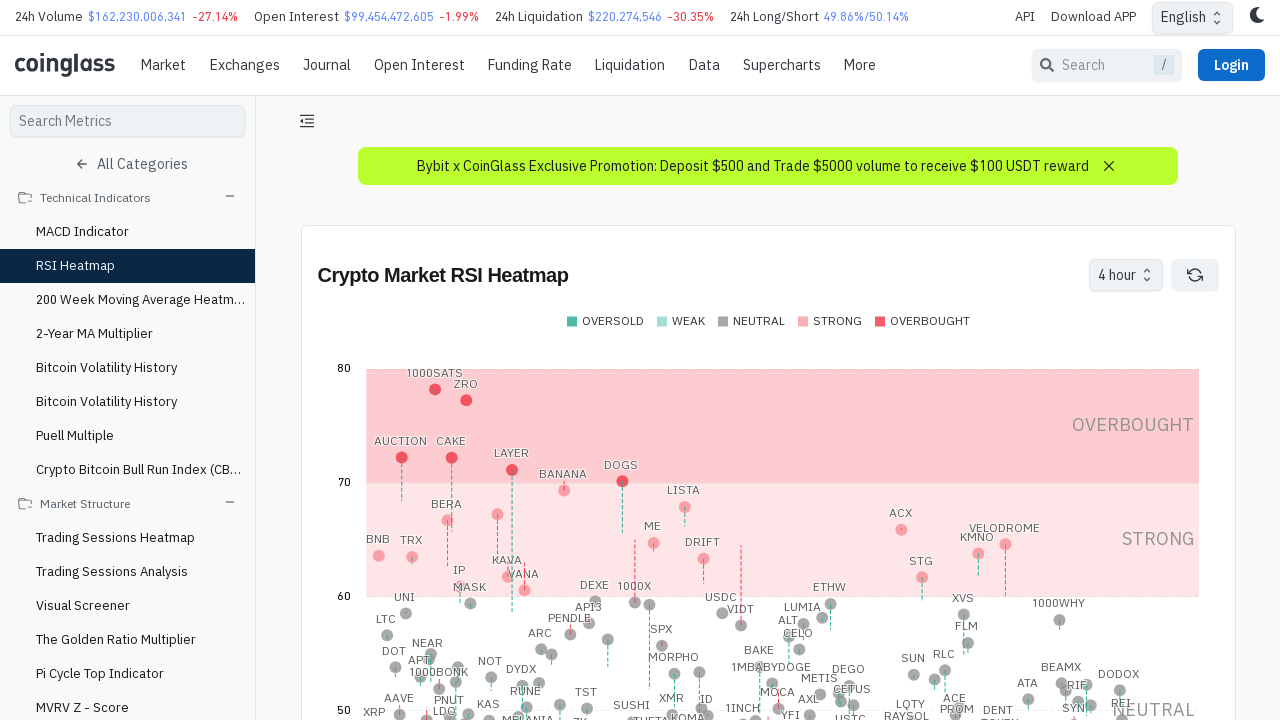 24h Volume $162,230,006,341 -27.14% Open Interest $99,454,472,605 -1.99% 24h Liquidation $220,274,546 -30.35% 24h Long/Short 49.86%/50.14% API Download APP English
coinglass Market Exchanges Journal Open Interest Funding Rate Liquidation Data Supercharts More Search / Login
Search Metrics
All Categories
Technical Indicators
MACD Indicator
RSI Heatmap
200 Week Moving Average Heatm...
2-Year MA Multiplier
Bitcoin Volatility History
Bitcoin Volatility History
Puell Multiple
Crypto Bitcoin Bull Run Index (CB...
Market Structure
Trading Sessions Heatmap
Trading Sessions Analysis
Visual Screener
The Golden Ratio Multiplier
Pi Cycle Top Indicator
MVRV Z - Score
Bybit x CoinGlass Exclusive Promotion: Deposit $500 and Trade $5000 volume to receive $100 USDT reward
Crypto Market RSI Heatmap 4 hour
OVERSOLD WEAK NEUTRAL STRONG OVERBOUGHT
80
1000SATS
ZRO
OVERBOUGHT
AUCTION CAKE
LAYER
DOGS
BANANA
70
LISTA
BERA
ACX
ME VELODROME
BNB TRX DRIFT KMNO STRONG
KAVA STG
IP VANA
MASK DEXE 1000X ETHW
60 UNI USDC XVS
API3 VIDT LUMIA 1000WHY
LTC PENDLE ALT
SPX FLM
ARC CELO
NEAR
DOT BAKE
APT NOT MORPHO SUN RLC
1000BONK DYDX 1MBABYDOGE DEGO BEAMX
METIS DODOX
RUNE TST MOCA CETUS ATA RIF
AAVE PNUT XMR ID AXL ACE
KAS SUSHI 1INCH LQTY SYN REI
50 XRP LDO YFI PROM DENT NEUTRAL
MELANIA KOMA RAYSOL